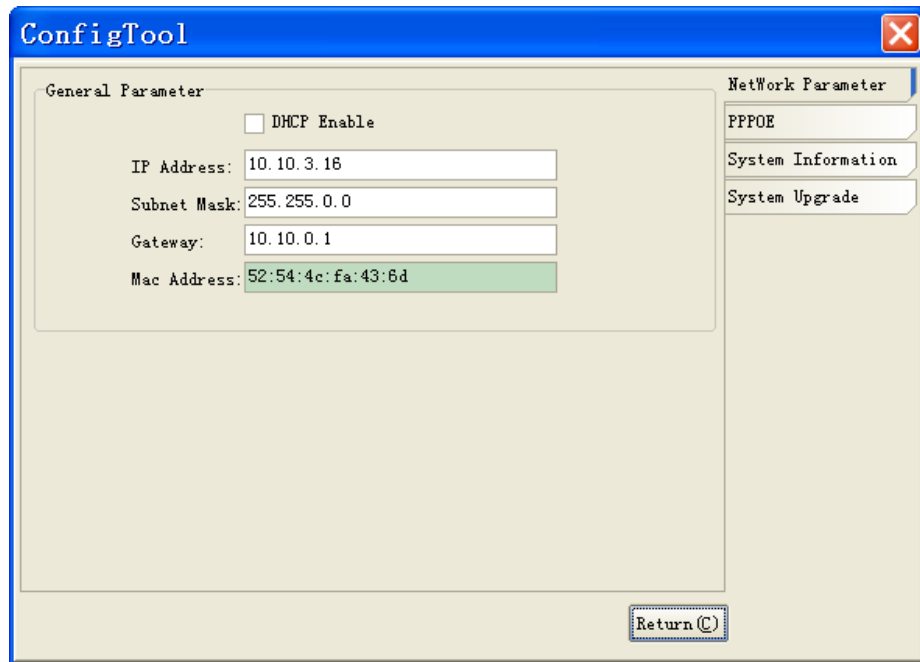 ConfigTool
General Parameter
DHCP Enable
IP Address: 10.10.3.16
Subnet Mask: 255.255.0.0
Gateway: 10.10.0.1
Mac Address: 52:54:4c:fa:43:6d
NetWork Parameter
PPPOE
System Information
System Upgrade
Return(C)